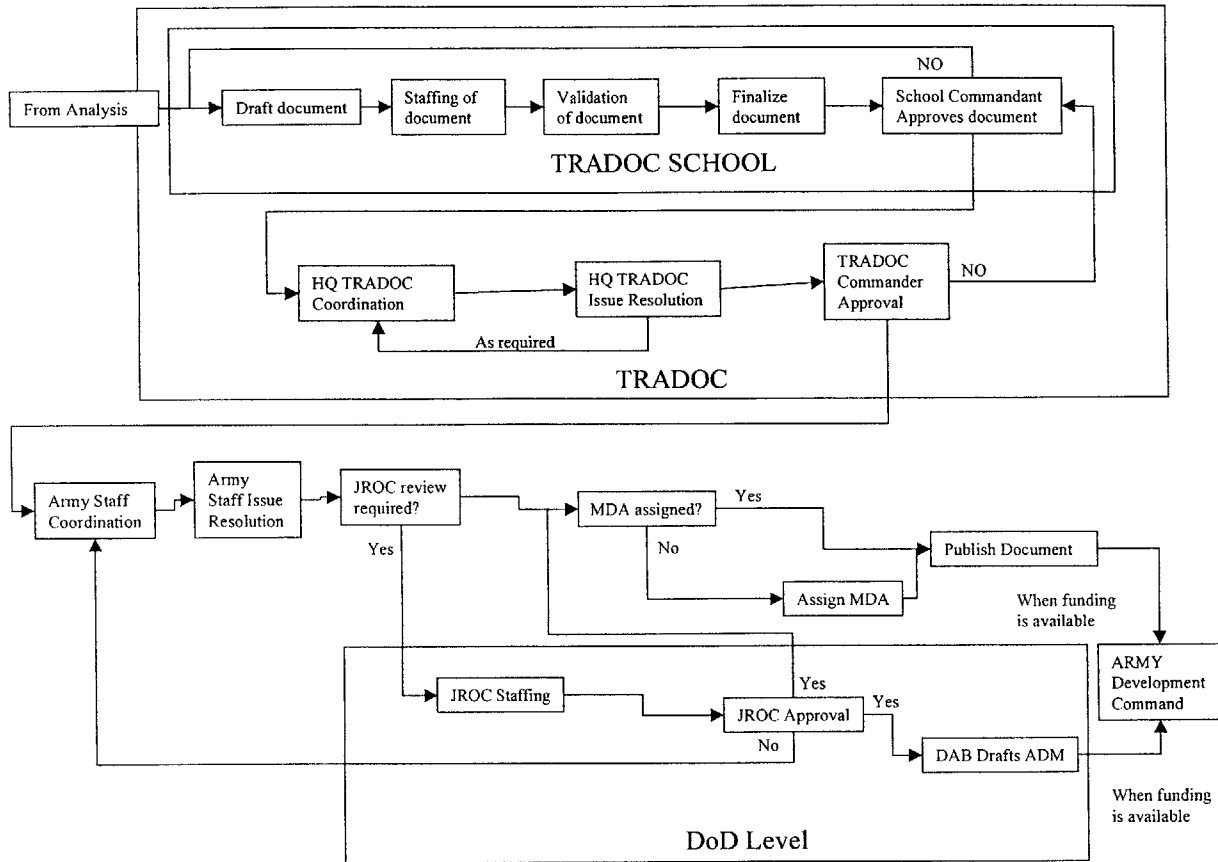 NO
From Analysis
Draft document
Staffing of
document
Validation
of document
Finalize
document
School Commandant
Approves document
TRADOC SCHOOL
HQ TRADOC
Coordination
HQ TRADOC
Issue Resolution
TRADOC
Commander
Approval
NO
As required
TRADOC
Army Staff
Coordination
Army
Staff Issue
Resolution
JROC review
required?
MDA assigned?
Yes
Yes
No
Publish Document
Assign MDA
When funding
is available
ARMY
Development
Command
JROC Staffing
Yes
JROC Approval
Yes
No
DAB Drafts ADM
When funding
is available
DoD Level